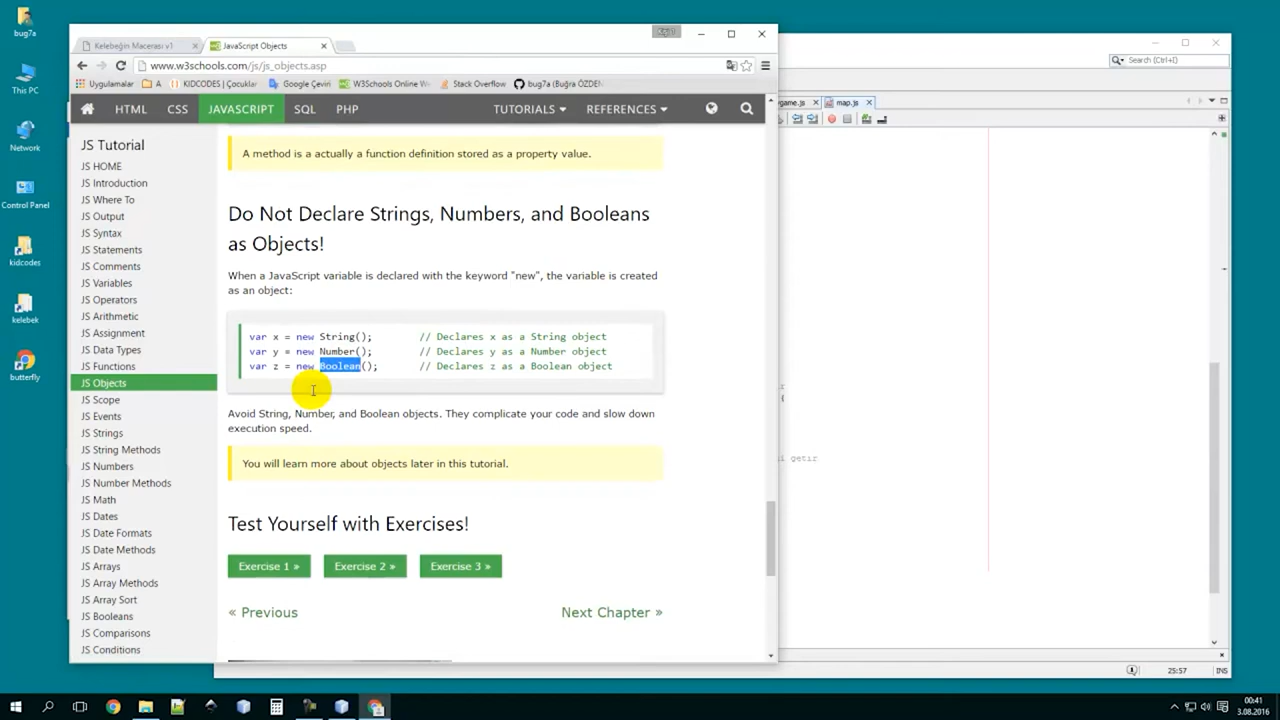 bug7a
This PC
Network
Control Panel
kidcodes
kelebek
butterfly
Kelebeğin Macerası v1
JavaScript Objects
www.w3schools.com/js/js_objects.asp
Uygulamalar
A
KIDCODES | Çocuklar
Google Çeviri
W3Schools Online We
Stack Overflow
bug7a (Buğra ÖZDEN
HTML
CSS
JAVASCRIPT
SQL
PHP
TUTORIALS
REFERENCES
JS Tutorial
JS HOME
JS Introduction
JS Where To
JS Output
JS Syntax
JS Statements
JS Comments
JS Variables
JS Operators
JS Arithmetic
JS Assignment
JS Data Types
JS Functions
JS Objects
JS Scope
JS Events
JS Strings
JS String Methods
JS Numbers
JS Number Methods
JS Math
JS Dates
JS Date Formats
JS Date Methods
JS Arrays
JS Array Methods
JS Array Sort
JS Booleans
JS Comparisons
JS Conditions
A method is a actually a function definition stored as a property value.
Do Not Declare Strings, Numbers, and Booleans
as Objects!
When a JavaScript variable is declared with the keyword "new", the variable is created
as an object:
var x = new String(); // Declares x as a String object
var y = new Number(); // Declares y as a Number object
var z = new Boolean(); // Declares z as a Boolean object
Avoid String, Number, and Boolean objects. They complicate your code and slow down
execution speed.
You will learn more about objects later in this tutorial.
Test Yourself with Exercises!
Exercise 1 »
Exercise 2 »
Exercise 3 »
« Previous
Next Chapter »
Search (Ctrl+I)
game.js
map.js
{
getir
25:57
INS
00:41
3.08.2016